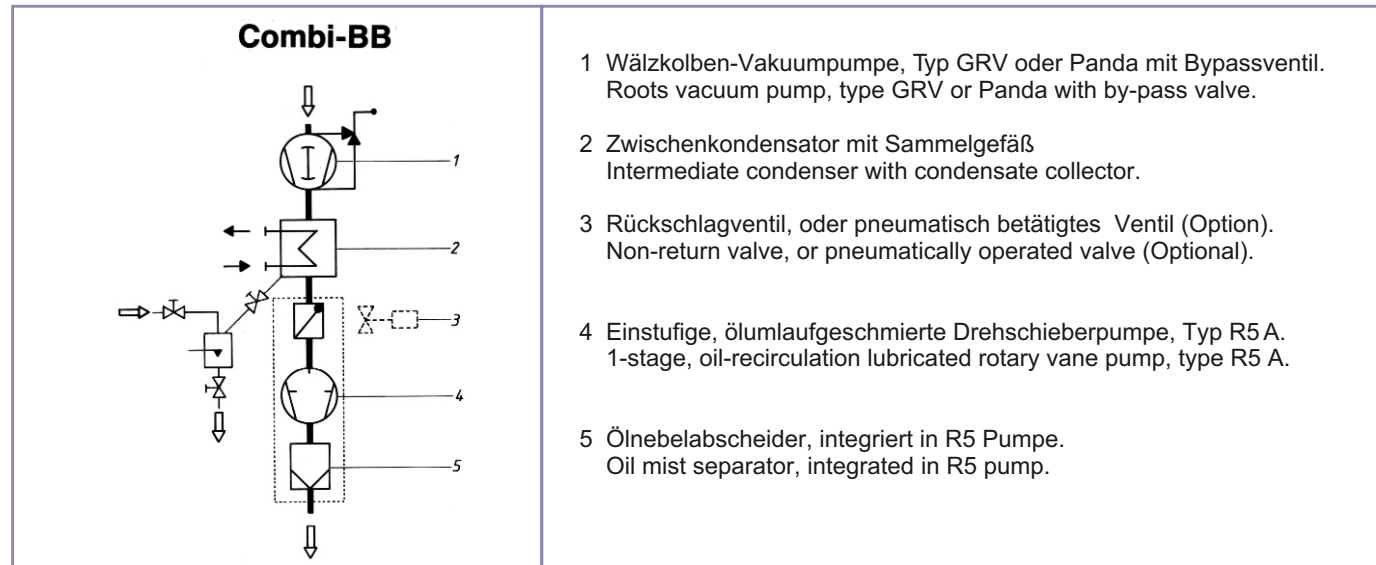 Combi-BB
1
2
3
4
5
1 Wälzkolben-Vakuumpumpe, Typ GRV oder Panda mit Bypassventil.
Roots vacuum pump, type GRV or Panda with by-pass valve.
2 Zwischenkondensator mit Sammelgefäß
Intermediate condenser with condensate collector.
3 Rückschlagventil, oder pneumatisch betätigtes Ventil (Option).
Non-return valve, or pneumatically operated valve (Optional).
4 Einstufige, ölumlaufgeschmierte Drehschieberpumpe, Typ R5 A.
1-stage, oil-recirculation lubricated rotary vane pump, type R5 A.
5 Ölnebelabscheider, integriert in R5 Pumpe.
Oil mist separator, integrated in R5 pump.